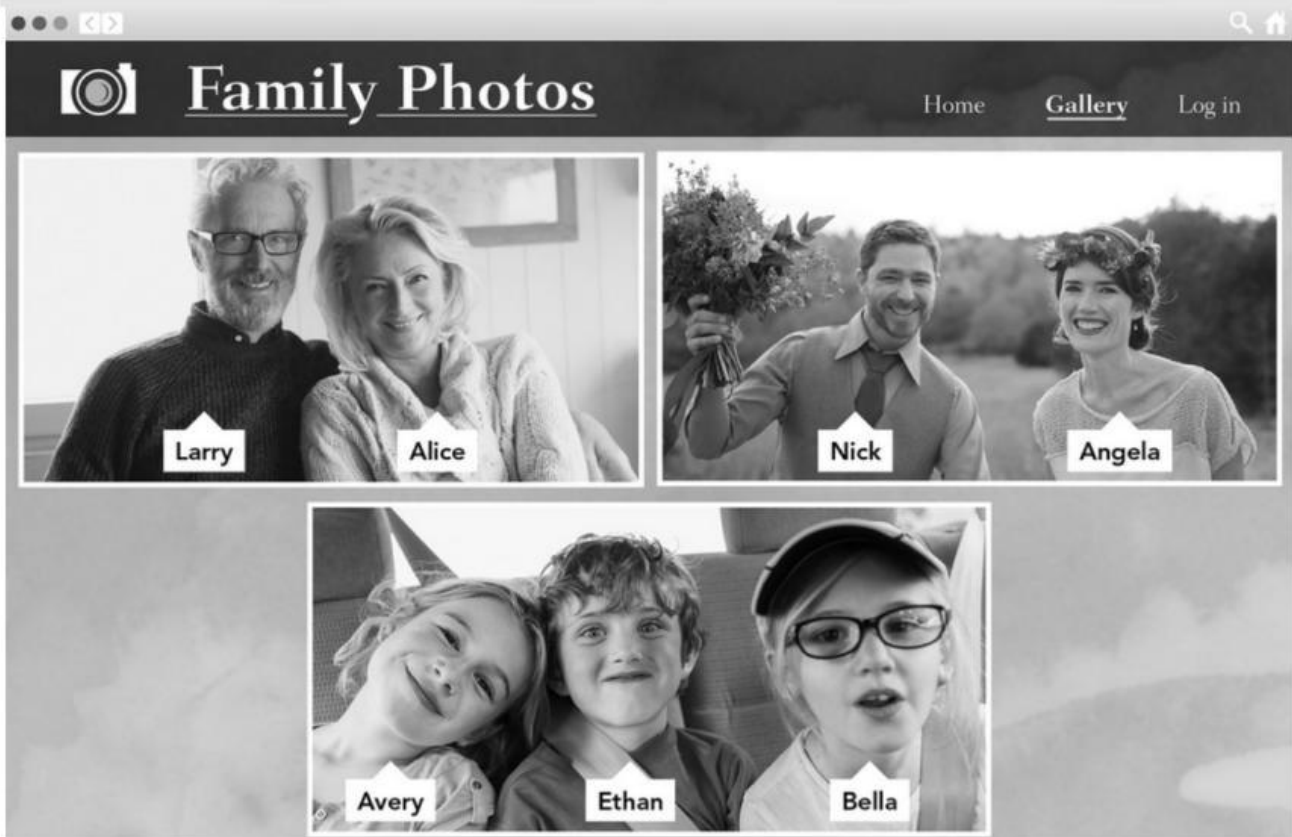 Family Photos
Home Gallery Log in
Larry Alice
Nick Angela
Avery Ethan Bella